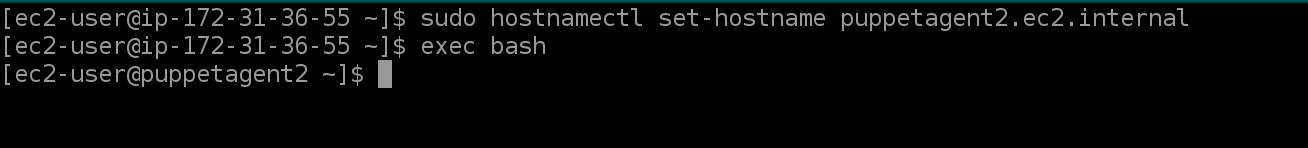 [ec2-user@ip-172-31-36-55 ~]$ sudo hostnamectl set-hostname puppetagent2.ec2.internal
[ec2-user@ip-172-31-36-55 ~]$ exec bash
[ec2-user@puppetagent2 ~]$